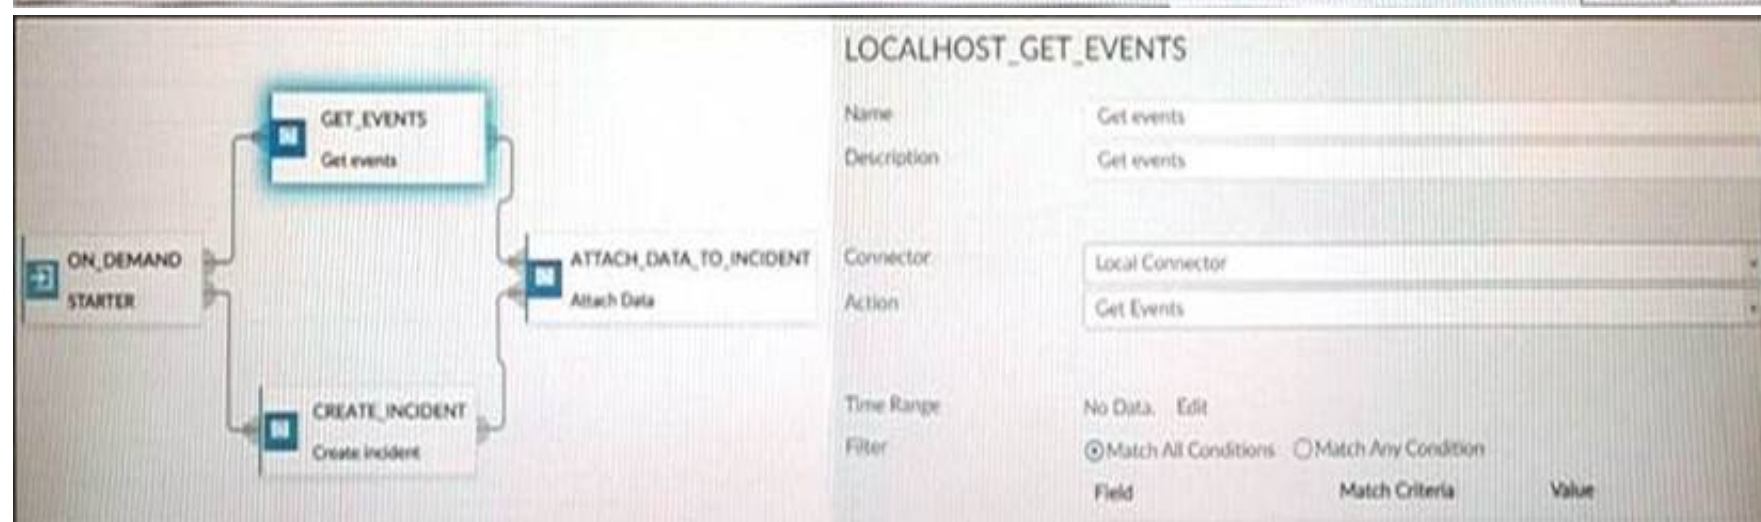 GET_EVENTS
Get events
ON_DEMAND
STARTER
ATTACH_DATA_TO_INCIDENT
Attach Data
CREATE_INCIDENT
Create incident
LOCALHOST_GET_EVENTS
Name Get events
Description Get events
Connector Local Connector
Action Get Events
Time Range No Data. Edit
Filter Match All Conditions Match Any Condition
Field Match Criteria Value